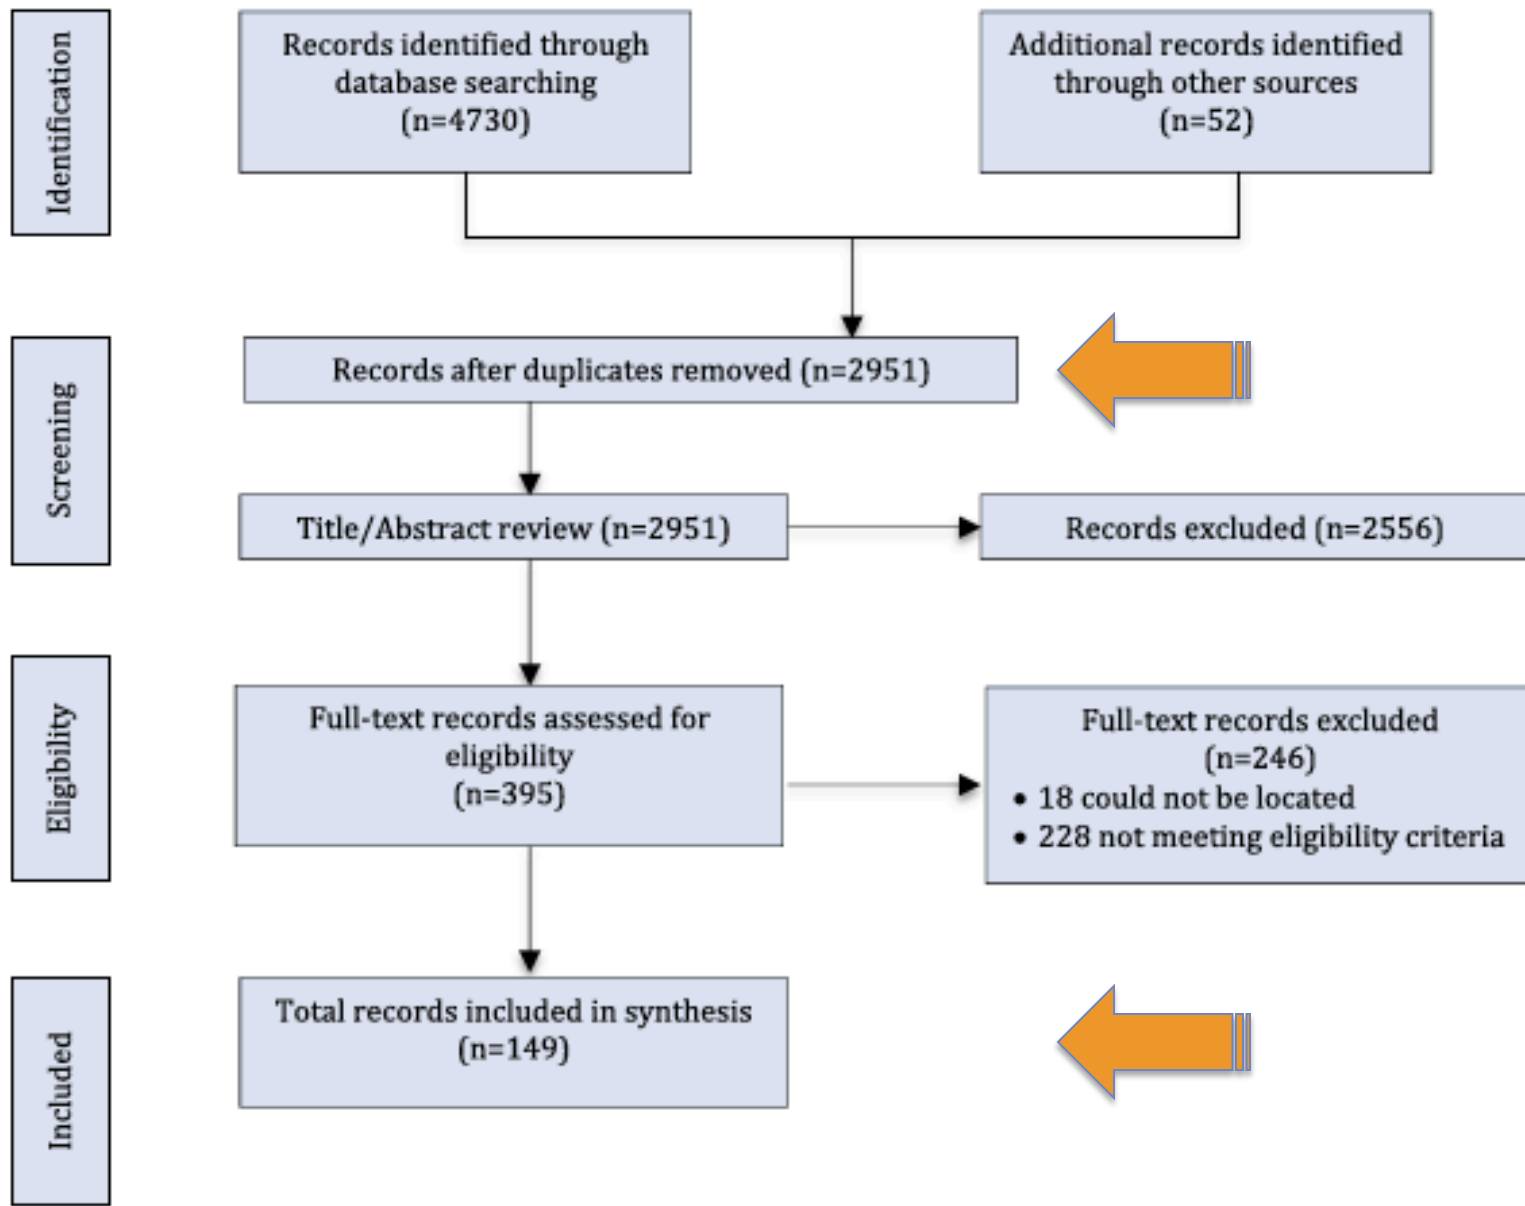 Identification
Records identified through
database searching
(n=4730)
Additional records identified
through other sources
(n=52)
Screening
Records after duplicates removed (n=2951)
Title/Abstract review (n=2951)
Records excluded (n=2556)
Eligibility
Full-text records assessed for
eligibility
(n=395)
Full-text records excluded
(n=246)
• 18 could not be located
• 228 not meeting eligibility criteria
Included
Total records included in synthesis
(n=149)